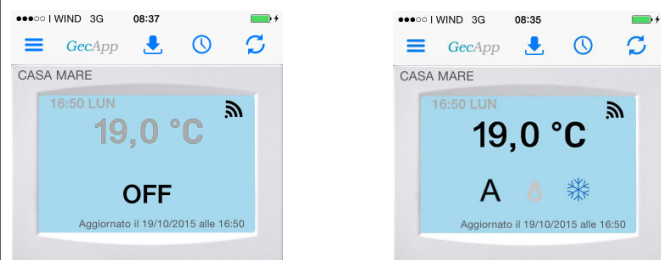 I WIND 3G 08:37
GecApp
CASA MARE
16:50 LUN
19,0 °C
OFF
Aggiornato il 19/10/2015 alle 16:50
I WIND 3G 08:35
GecApp
CASA MARE
16:50 LUN
19,0 °C
A
Aggiornato il 19/10/2015 alle 16:50